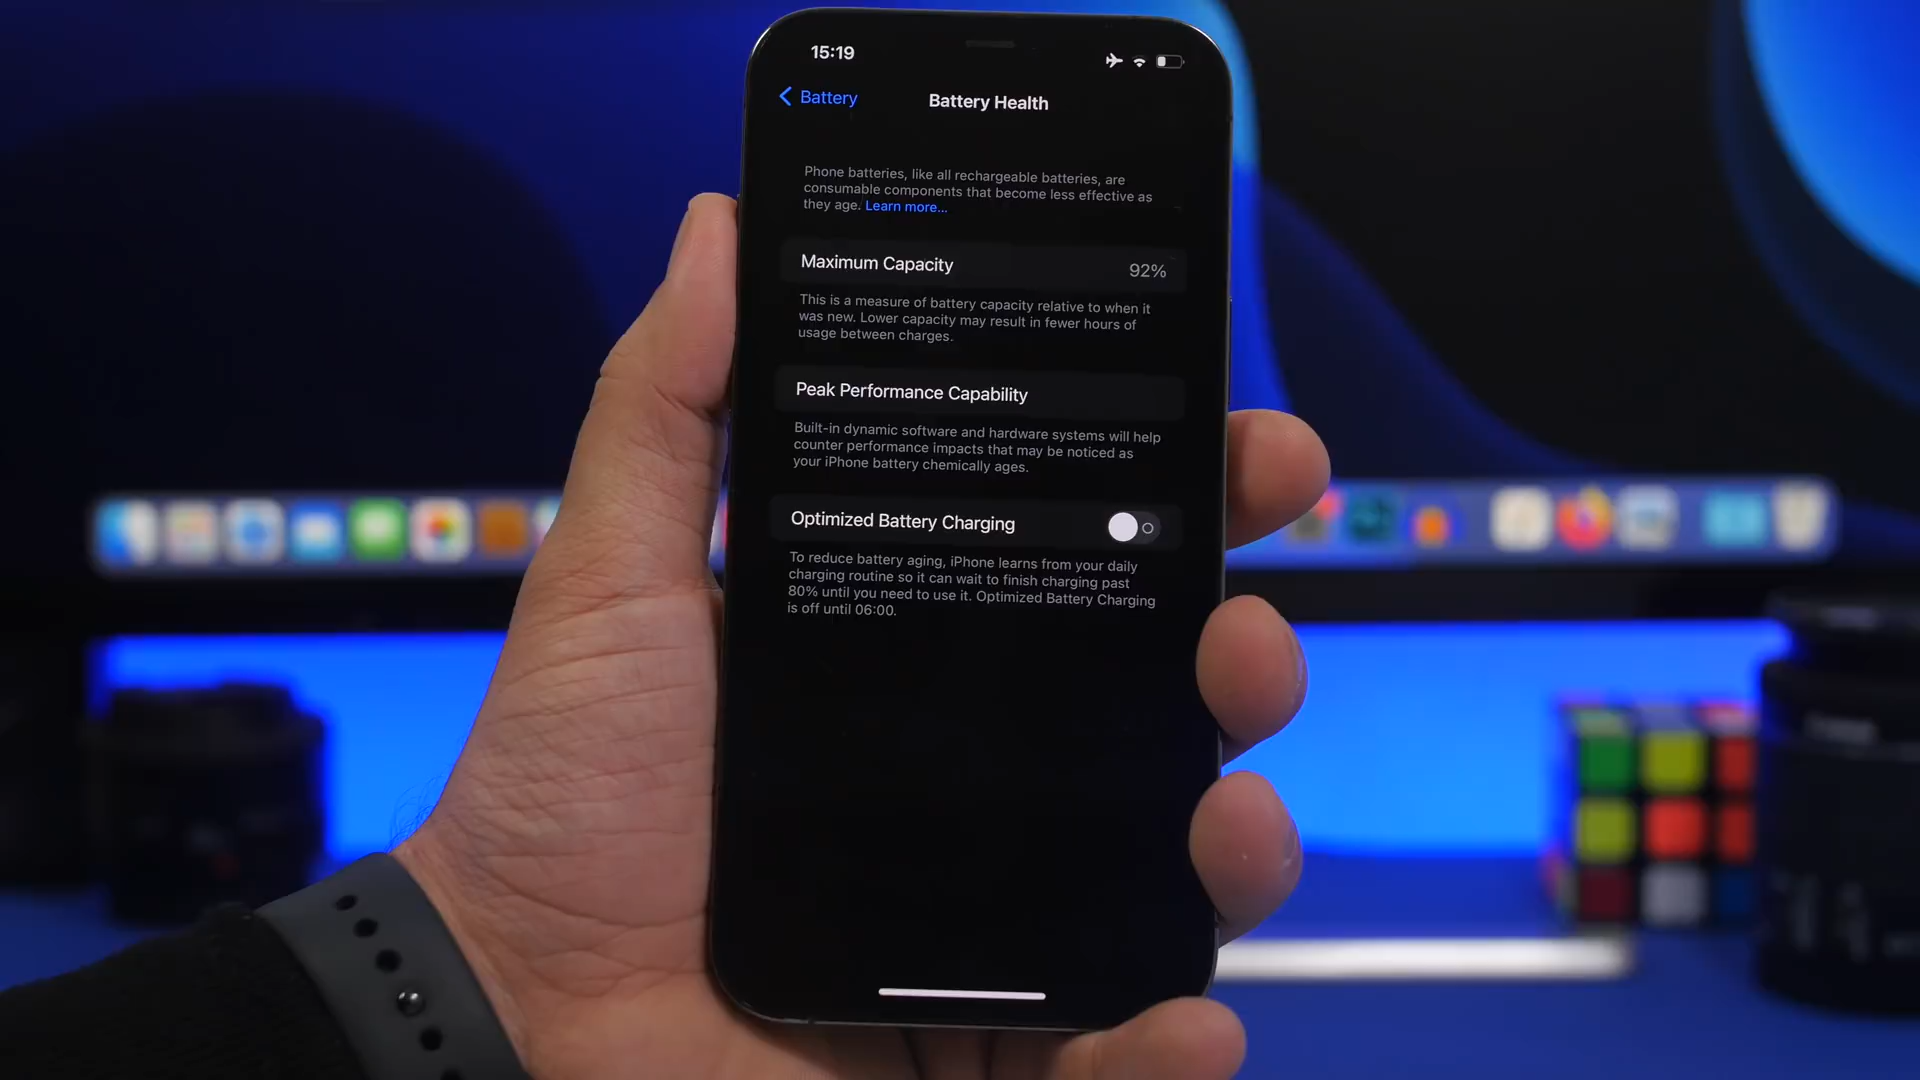 15:19
Battery
Battery Health
Phone batteries, like all rechargeable batteries, are
consumable components that become less effective as
they age. Learn more...
Maximum Capacity 92%
This is a measure of battery capacity relative to when it
was new. Lower capacity may result in fewer hours of
usage between charges.
Peak Performance Capability
Built-in dynamic software and hardware systems will help
counter performance impacts that may be noticed as
your iPhone battery chemically ages.
Optimized Battery Charging
To reduce battery aging, iPhone learns from your daily
charging routine so it can wait to finish charging past
80% until you need to use it. Optimized Battery Charging
is off until 06:00.